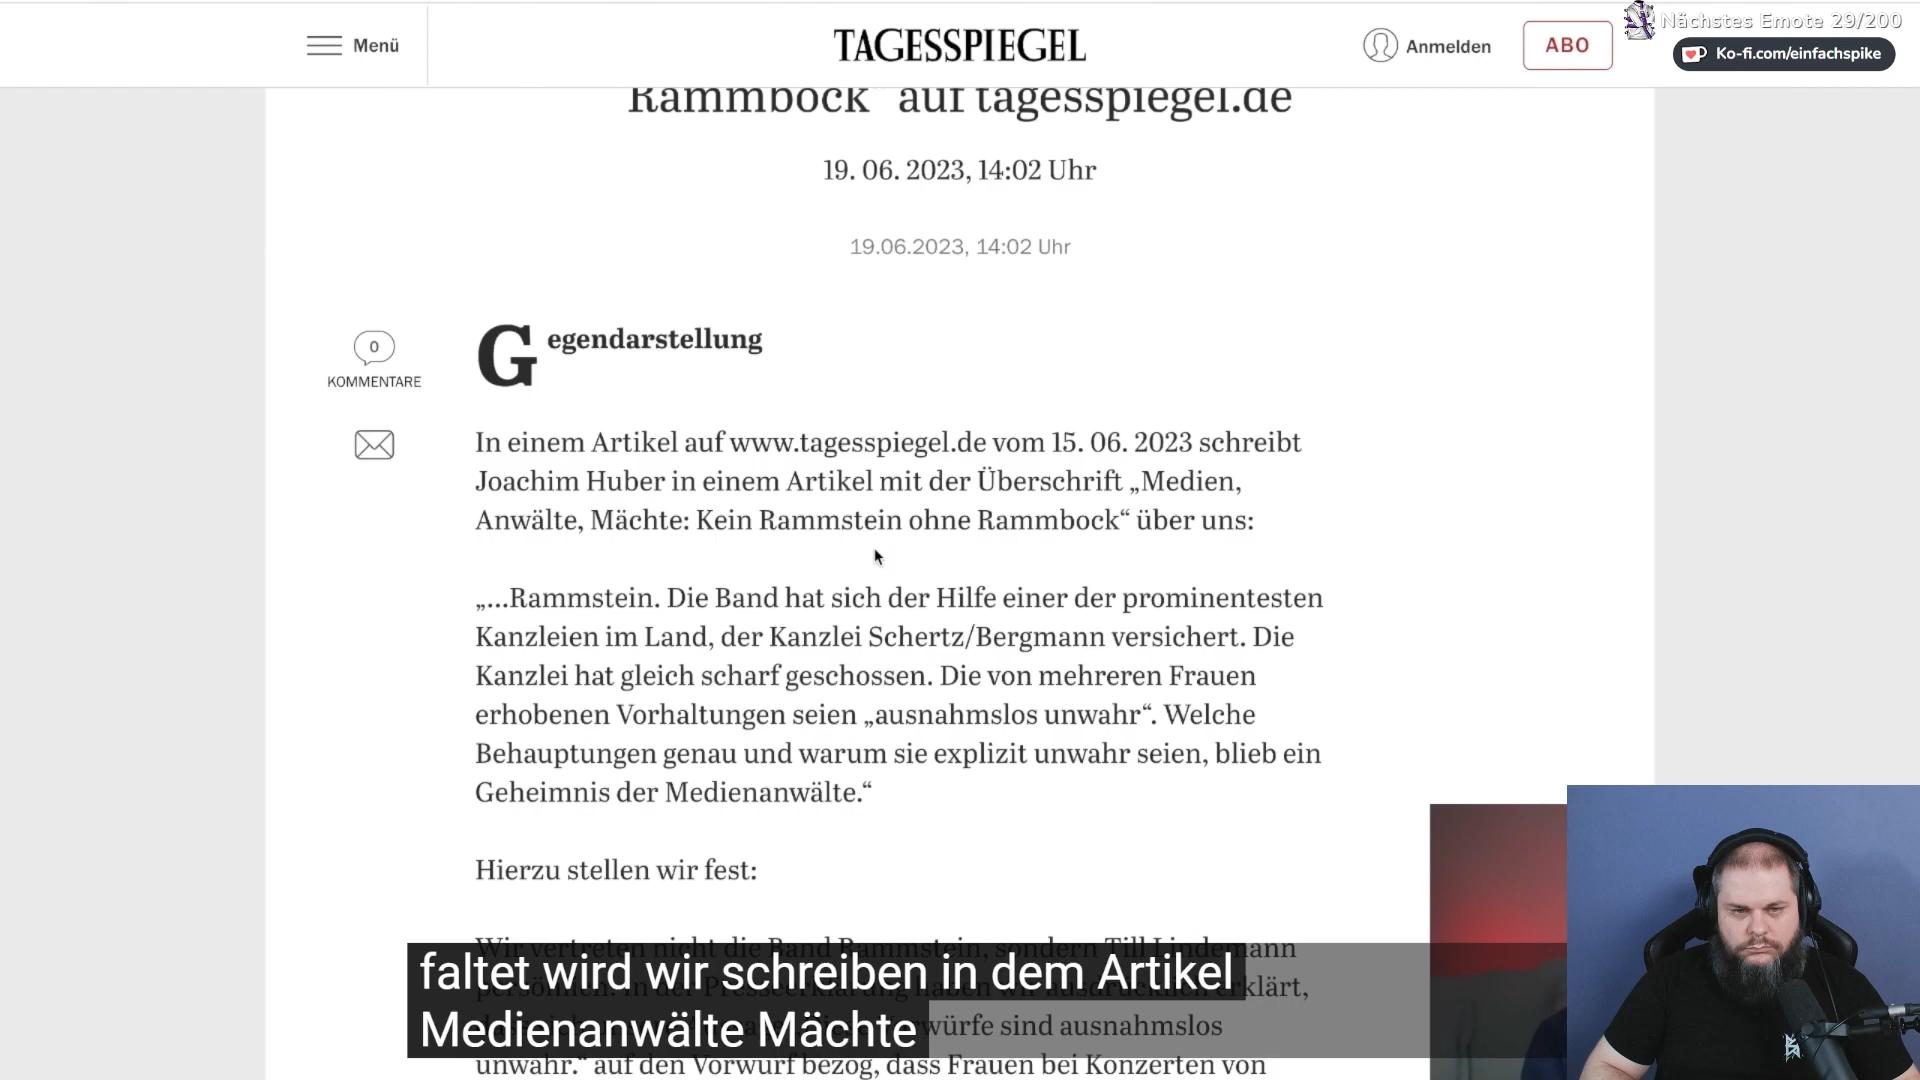 Menü
TAGESSPIEGEL
Anmelden
ABO
Nächstes Emote 29/200
Ko-fi.com/einfachspike
Rammbock“ auf tagesspiegel.de
19. 06. 2023, 14:02 Uhr
19.06.2023, 14:02 Uhr
0
KOMMENTARE
Gegendarstellung
In einem Artikel auf www.tagesspiegel.de vom 15. 06. 2023 schreibt
Joachim Huber in einem Artikel mit der Überschrift „Medien,
Anwälte, Mächte: Kein Rammstein ohne Rammbock“ über uns:
„...Rammstein. Die Band hat sich der Hilfe einer der prominentesten
Kanzleien im Land, der Kanzlei Schertz/Bergmann versichert. Die
Kanzlei hat gleich scharf geschossen. Die von mehreren Frauen
erhobenen Vorhaltungen seien „ausnahmslos unwahr“. Welche
Behauptungen genau und warum sie explizit unwahr seien, blieb ein
Geheimnis der Medienanwälte.“
Hierzu stellen wir fest:
Wir vertreten nicht die Band Rammstein, sondern Till Lindemann
faltet wird wir schreiben in dem Artikel
persönlich. In der Presseerklärung haben wir ausdrücklich erklärt,
Medienanwälte Mächte
sind ausnahmslos
unwahr.“ auf den Vorwurf bezog, dass Frauen bei Konzerten von